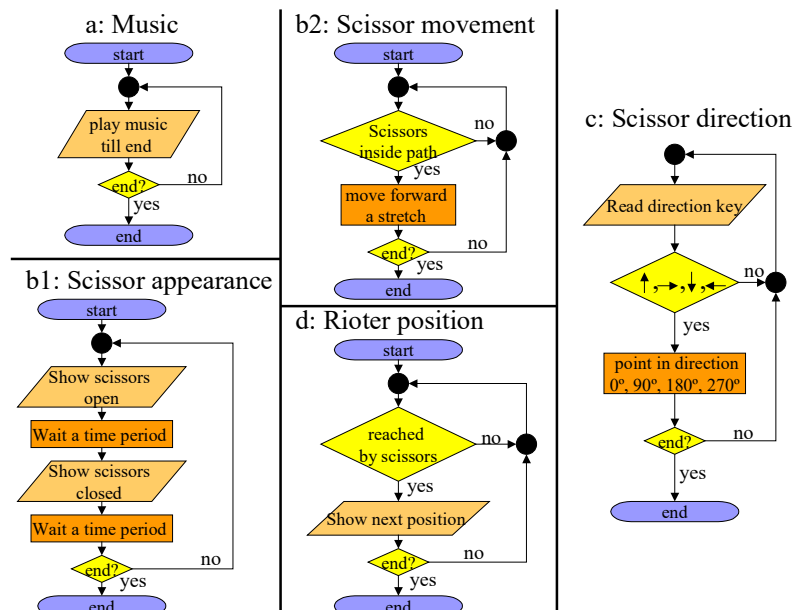 a: Music
start
play music
till end
end?
no
yes
end
b1: Scissor appearance
start
Show scissors
open
Wait a time period
Show scissors
closed
Wait a time period
end?
no
yes
end
b2: Scissor movement
start
Scissors
inside path
no
yes
move forward
a stretch
end?
no
yes
end
d: Rioter position
start
reached
by scissors
no
yes
Show next position
end?
no
yes
end
c: Scissor direction
Read direction key
↑,→,↓,←
no
yes
point in direction
0º, 90º, 180º, 270º
end?
no
yes
end